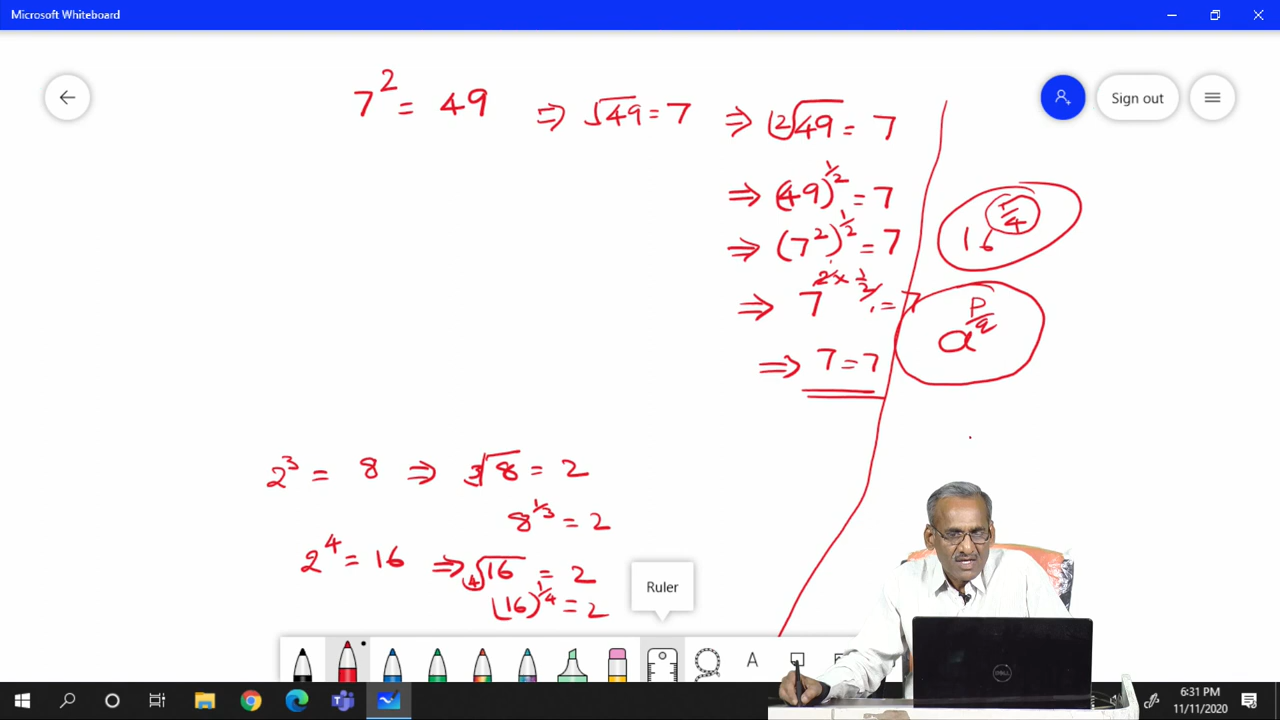 Microsoft Whiteboard
Sign out
7² = 49 ⇒ √49 = 7 ⇒ ²√49 = 7
⇒ (49)^1/2 = 7
⇒ (7²)^1/2 = 7
⇒ 7^2×1/2 = 7
⇒ 7 = 7
16^1/4
a^p/q
2³ = 8 ⇒ ³√8 = 2
8^1/3 = 2
2⁴ = 16 ⇒ ⁴√16 = 2
(16)^1/4 = 2
Ruler
A
DELL
6:31 PM
11/11/2020